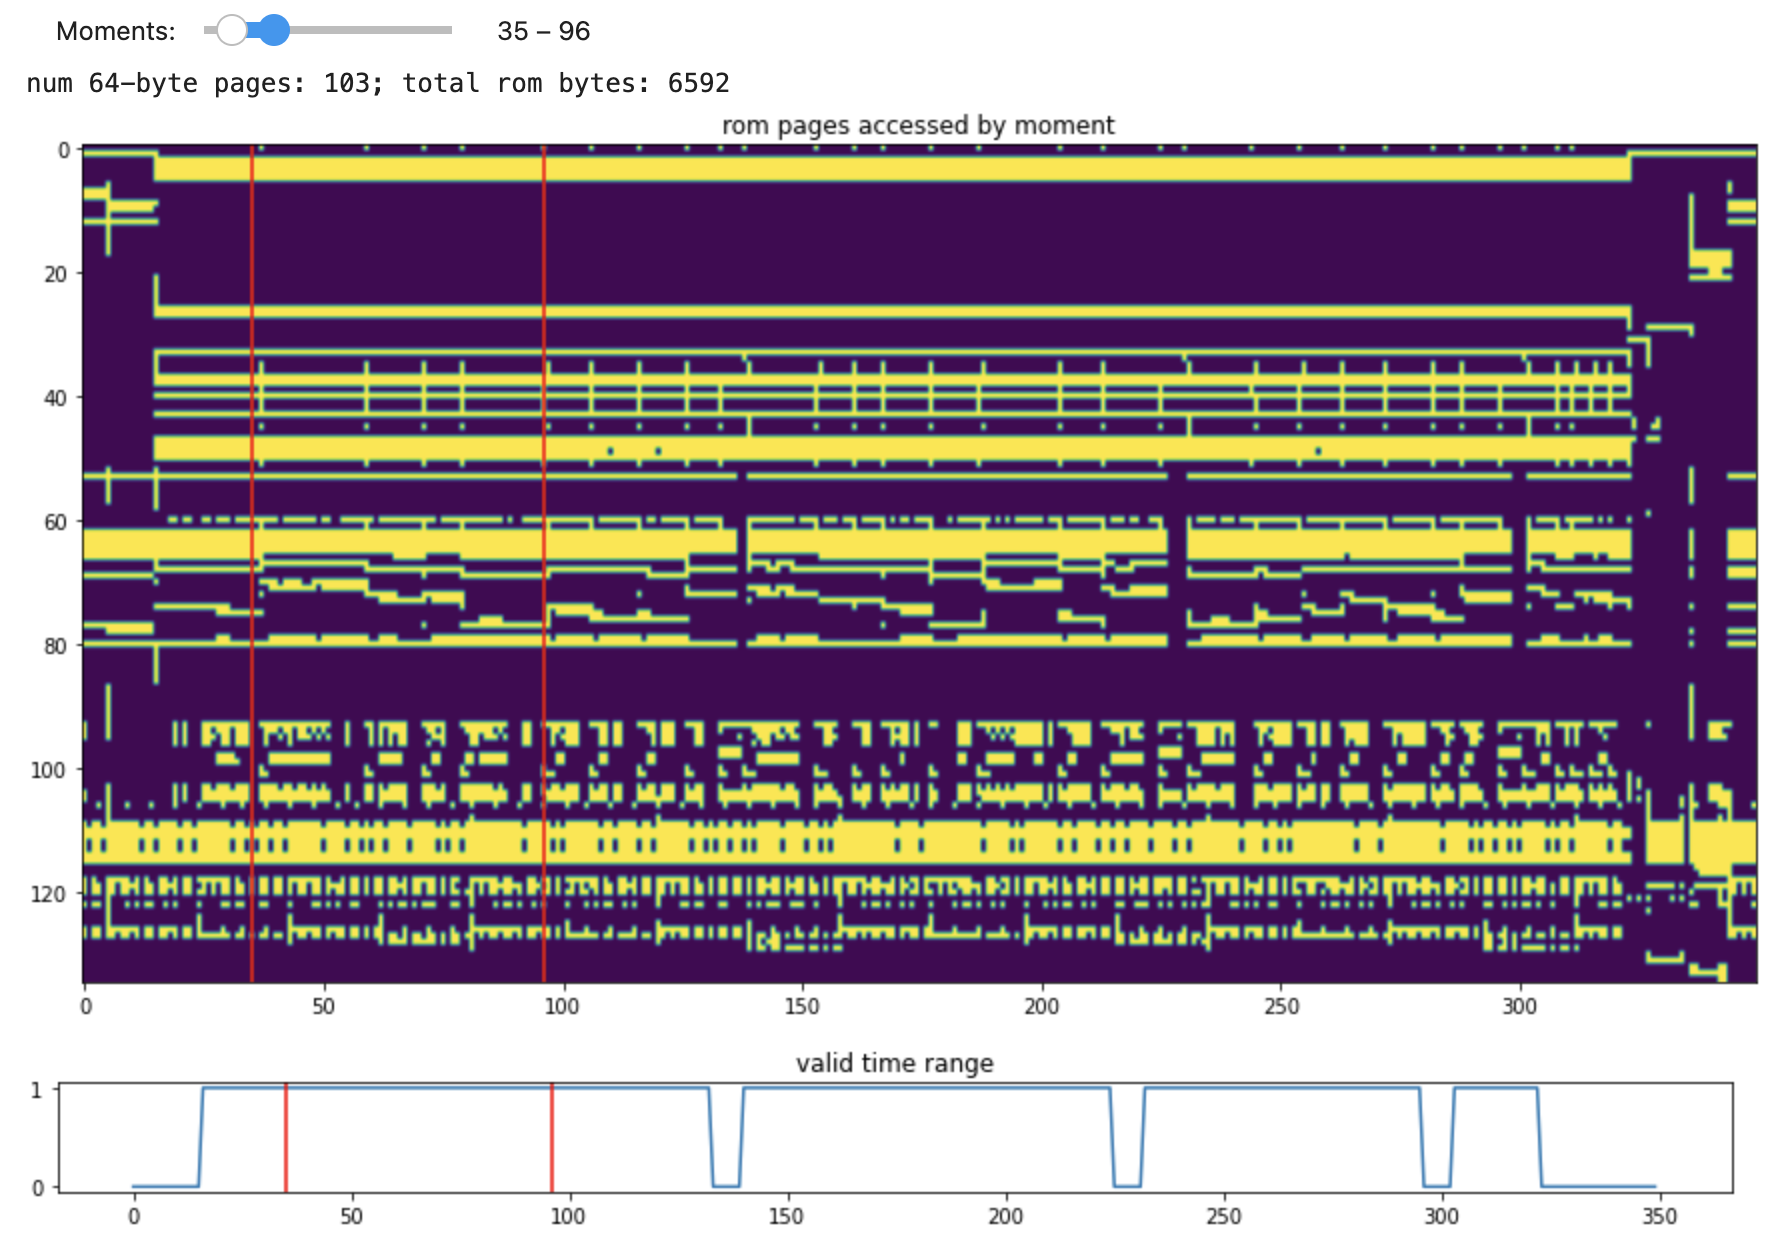 Moments: 35 – 96
num 64-byte pages: 103; total rom bytes: 6592
rom pages accessed by moment
0
20
40
60
80
100
120
0 50 100 150 200 250 300
valid time range
1
0
0 50 100 150 200 250 300 350